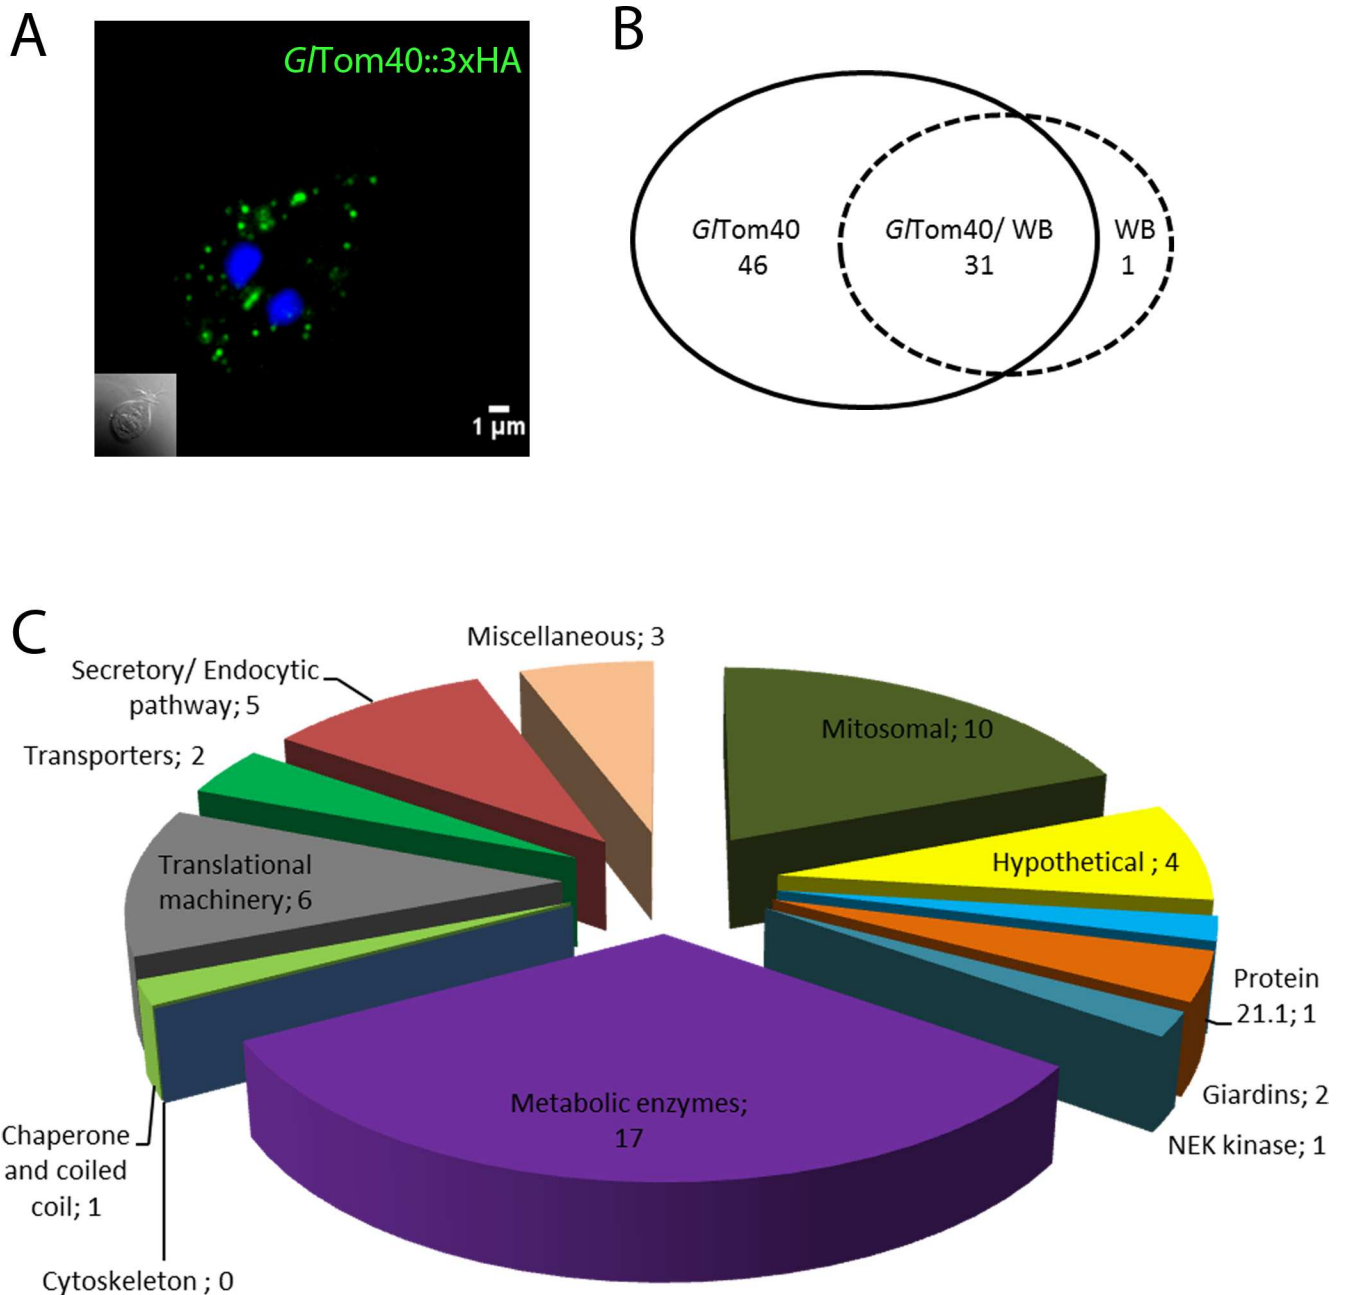 A
GlTom40::3xHA
1 µm
B
GlTom40
46
GlTom40/ WB
31
WB
1
C
Miscellaneous; 3
Secretory/ Endocytic
pathway; 5
Transporters; 2
Translational
machinery; 6
Mitosomal; 10
Hypothetical ; 4
Protein
21.1; 1
Giardins; 2
NEK kinase; 1
Metabolic enzymes;
17
Chaperone
and coiled
coil; 1
Cytoskeleton ; 0